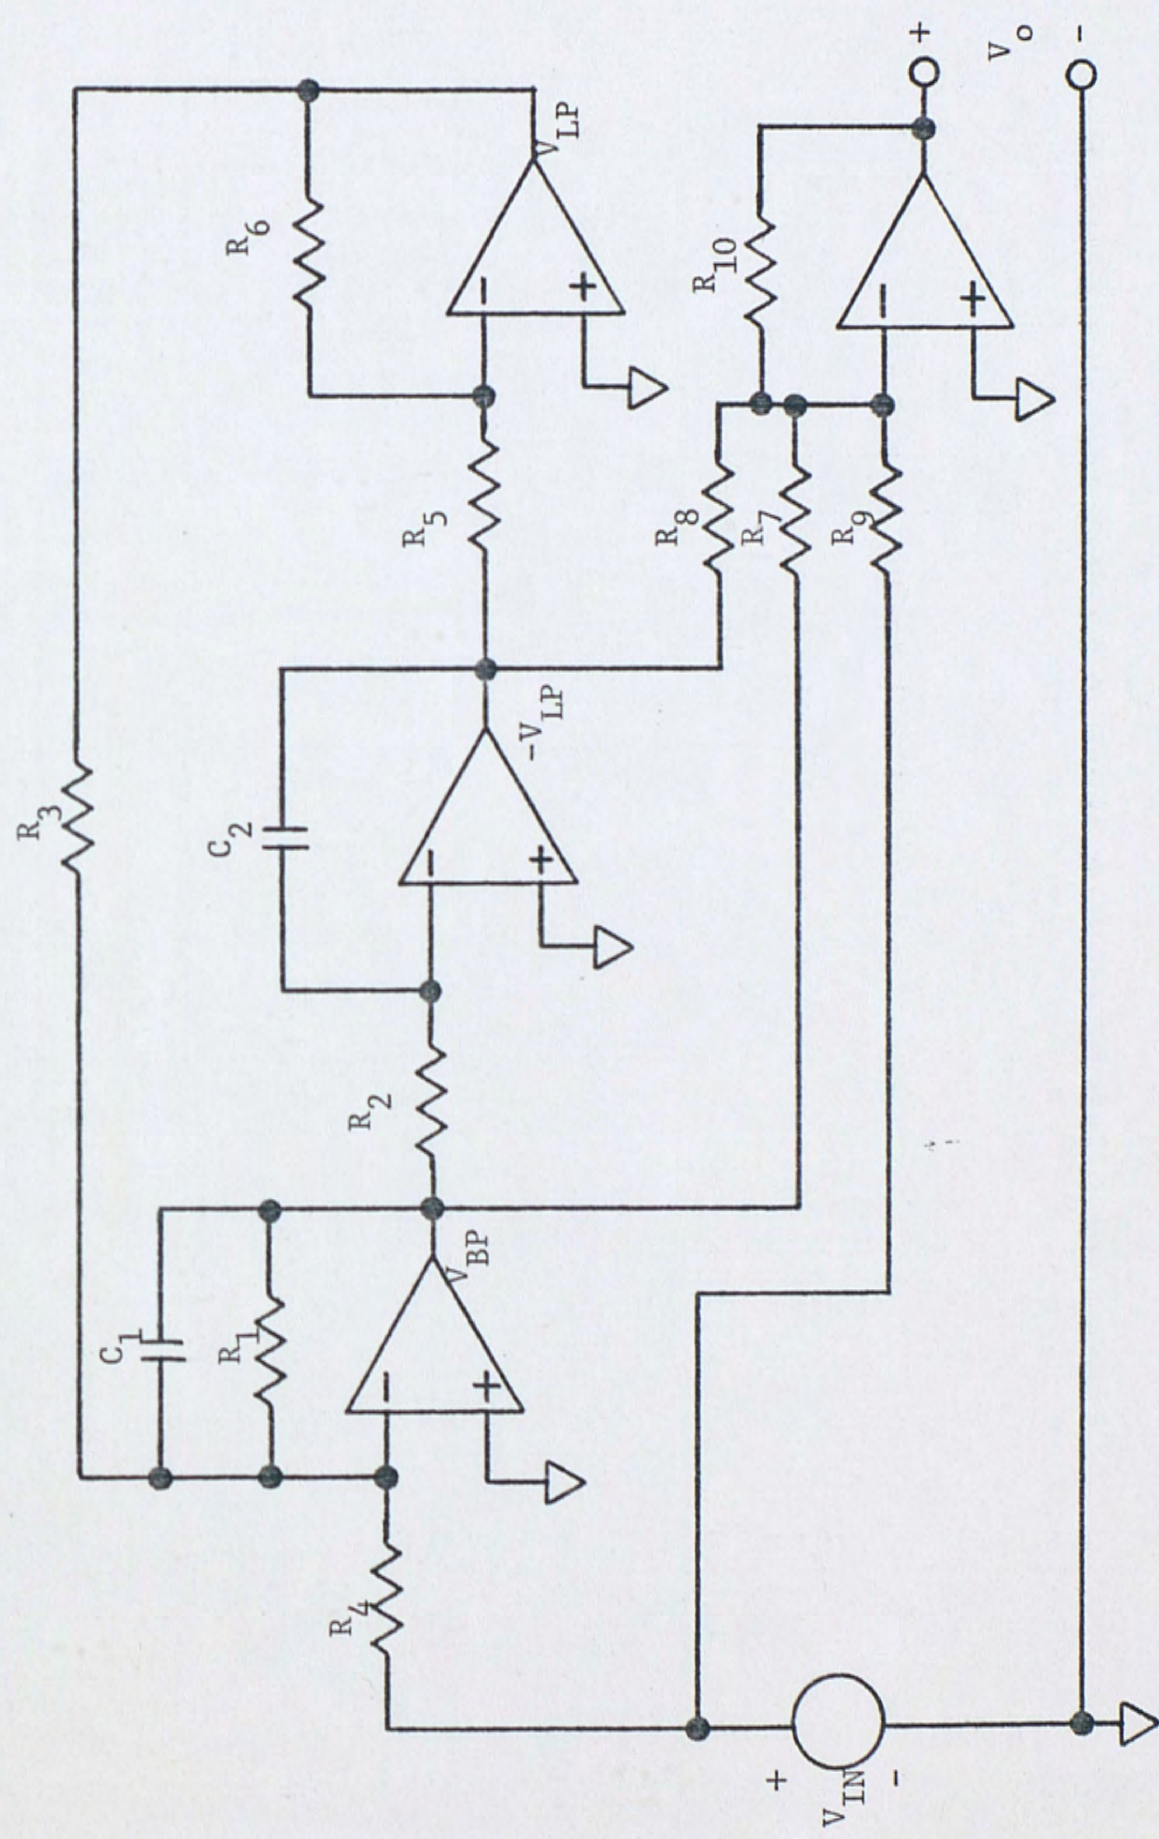 R3
C1
R1
C2
R6
R4
-
+
VBP
R2
-
+
-VLP
R5
-
+
VLP
R8
R7
R9
R10
-
+
+
Vo
-
+
VIN
-